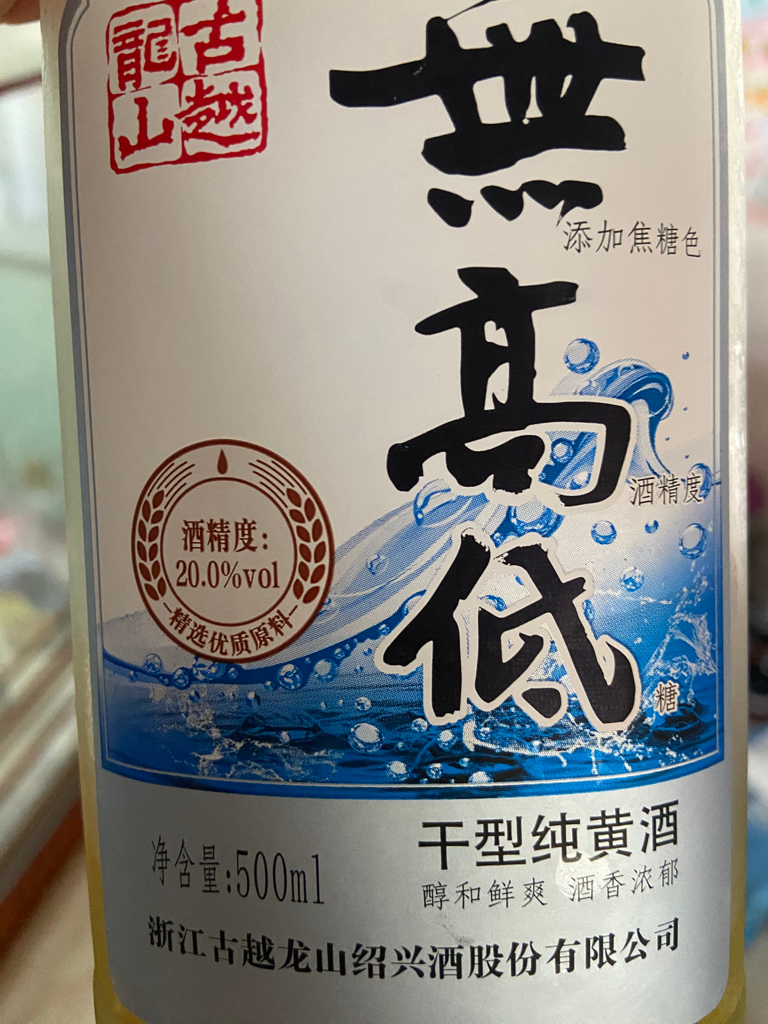 古越
龍山
無
添加焦糖色
高
酒精度
低
糖
酒精度:
20.0%vol
精选优质原料
干型纯黄酒
净含量:500ml
醇和鲜爽 酒香浓郁
浙江古越龙山绍兴酒股份有限公司